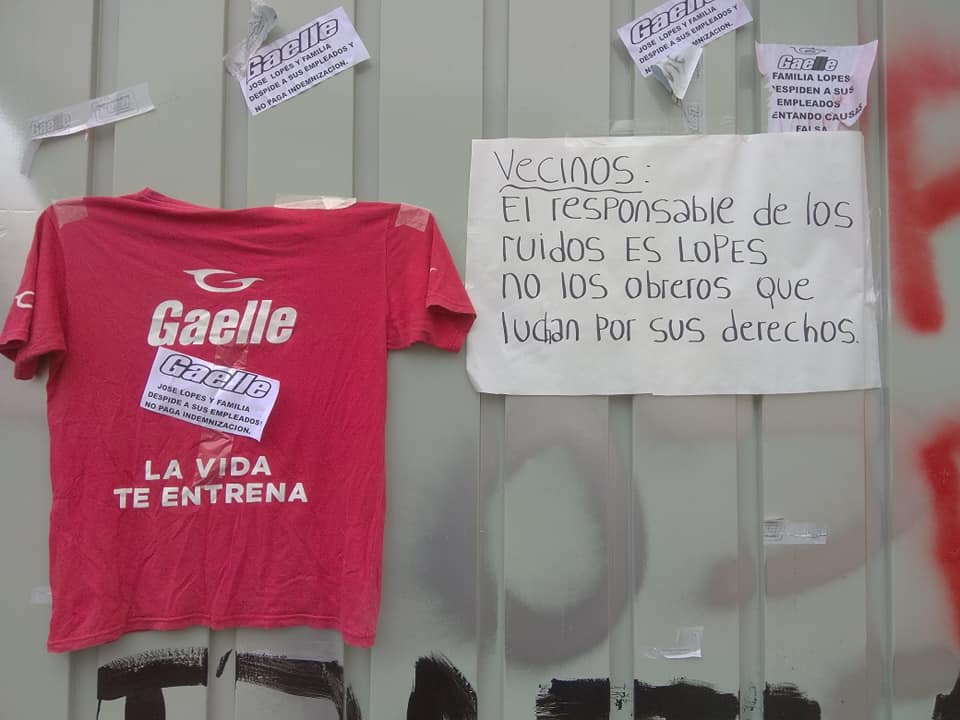 Gaelle
JOSE LOPES Y FAMILIA
DESPIDE A SUS EMPLEADOS Y
NO PAGA INDEMNIZACION.
Gaelle
JOSE LOPES Y FAMILIA
DESPIDE A SUS EMPLEADOS Y
NO INDEMNIZACION.
Gaelle
FAMILIA LOPES
DESPIDEN A SUS
EMPLEADOS
CAUSAS
FALSA
Vecinos:
El responsable de los
ruidos ES LOPES
no los obreros que
luchan por sus derechos.
Gaelle
Gaelle
JOSE LOPES Y FAMILIA
DESPIDE A SUS EMPLEADOS
NO PAGA INDEMNIZACION.
LA VIDA
TE ENTRENA